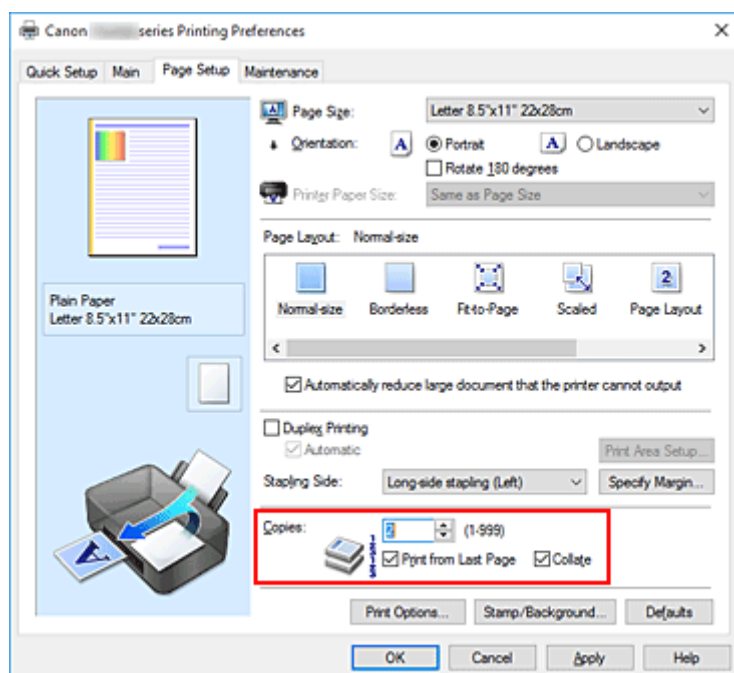 Canon series Printing Preferences
Quick Setup Main Page Setup Maintenance
Page Size: Letter 8.5"x11" 22x28cm
Orientation: A Portrait A Landscape
Rotate 180 degrees
Printer Paper Size: Same as Page Size
Page Layout: Normal-size
Normal-size Borderless Fit-to-Page Scaled 2 Page Layout
Plain Paper
Letter 8.5"x11" 22x28cm
Automatically reduce large document that the printer cannot output
Duplex Printing
Automatic Print Area Setup...
Stapling Side: Long-side stapling (Left) Specify Margin...
Copies: 2 (1-999)
Print from Last Page Collate
A
Print Options... Stamp/Background... Defaults
OK Cancel Apply Help